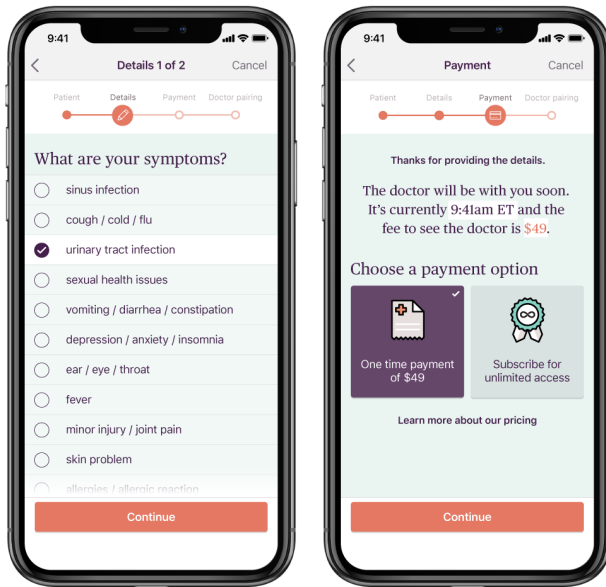 9:41
Details 1 of 2
Cancel
Patient
Details
Payment
Doctor pairing
What are your symptoms?
sinus infection
cough / cold / flu
urinary tract infection
sexual health issues
vomiting / diarrhea / constipation
depression / anxiety / insomnia
ear / eye / throat
fever
minor injury / joint pain
skin problem
allergies / allergic reaction
Continue
9:41
Payment
Cancel
Patient
Details
Payment
Doctor pairing
Thanks for providing the details.
The doctor will be with you soon.
It’s currently 9:41am ET and the
fee to see the doctor is $49.
Choose a payment option
One time payment
of $49
Subscribe for
unlimited access
Learn more about our pricing
Continue